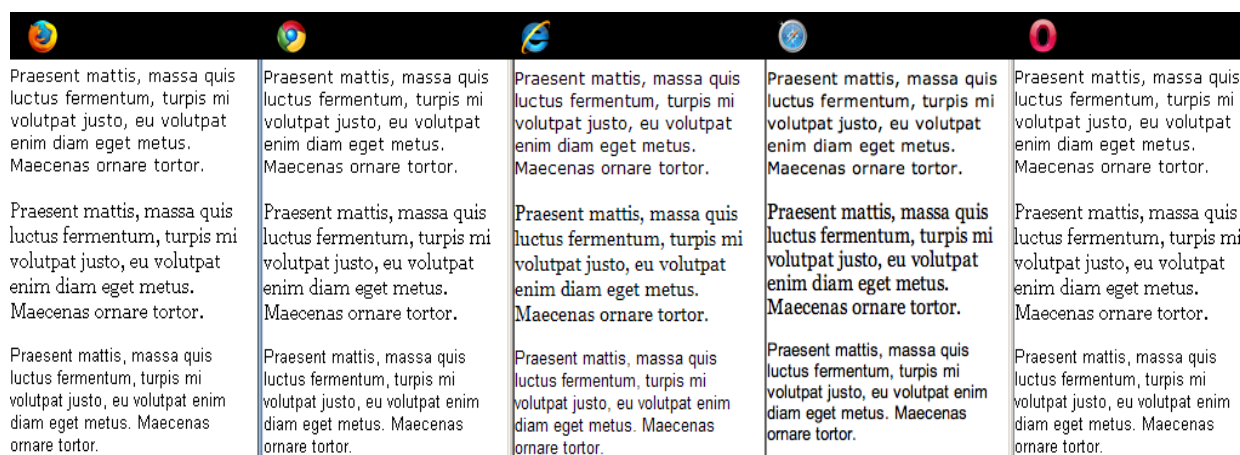 Praesent mattis, massa quis
luctus fermentum, turpis mi
volutpat justo, eu volutpat
enim diam eget metus.
Maecenas ornare tortor.
Praesent mattis, massa quis
luctus fermentum, turpis mi
volutpat justo, eu volutpat
enim diam eget metus.
Maecenas ornare tortor.
Praesent mattis, massa quis
luctus fermentum, turpis mi
volutpat justo, eu volutpat enim
diam eget metus. Maecenas
ornare tortor.
Praesent mattis, massa quis
luctus fermentum, turpis mi
volutpat justo, eu volutpat
enim diam eget metus.
Maecenas ornare tortor.
Praesent mattis, massa quis
luctus fermentum, turpis mi
volutpat justo, eu volutpat
enim diam eget metus.
Maecenas ornare tortor.
Praesent mattis, massa quis
luctus fermentum, turpis mi
volutpat justo, eu volutpat enim
diam eget metus. Maecenas
ornare tortor.
Praesent mattis, massa quis
luctus fermentum, turpis mi
volutpat justo, eu volutpat
enim diam eget metus.
Maecenas ornare tortor.
Praesent mattis, massa quis
luctus fermentum, turpis mi
volutpat justo, eu volutpat
enim diam eget metus.
Maecenas ornare tortor.
Praesent mattis, massa quis
luctus fermentum, turpis mi
volutpat justo, eu volutpat enim
diam eget metus. Maecenas
ornare tortor.
Praesent mattis, massa quis
luctus fermentum, turpis mi
volutpat justo, eu volutpat
enim diam eget metus.
Maecenas ornare tortor.
Praesent mattis, massa quis
luctus fermentum, turpis mi
volutpat justo, eu volutpat
enim diam eget metus.
Maecenas ornare tortor.
Praesent mattis, massa quis
luctus fermentum, turpis mi
volutpat justo, eu volutpat enim
diam eget metus. Maecenas
ornare tortor.
Praesent mattis, massa quis
luctus fermentum, turpis mi
volutpat justo, eu volutpat
enim diam eget metus.
Maecenas ornare tortor.
Praesent mattis, massa quis
luctus fermentum, turpis mi
volutpat justo, eu volutpat
enim diam eget metus.
Maecenas ornare tortor.
Praesent mattis, massa quis
luctus fermentum, turpis mi
volutpat justo, eu volutpat enim
diam eget metus. Maecenas
ornare tortor.